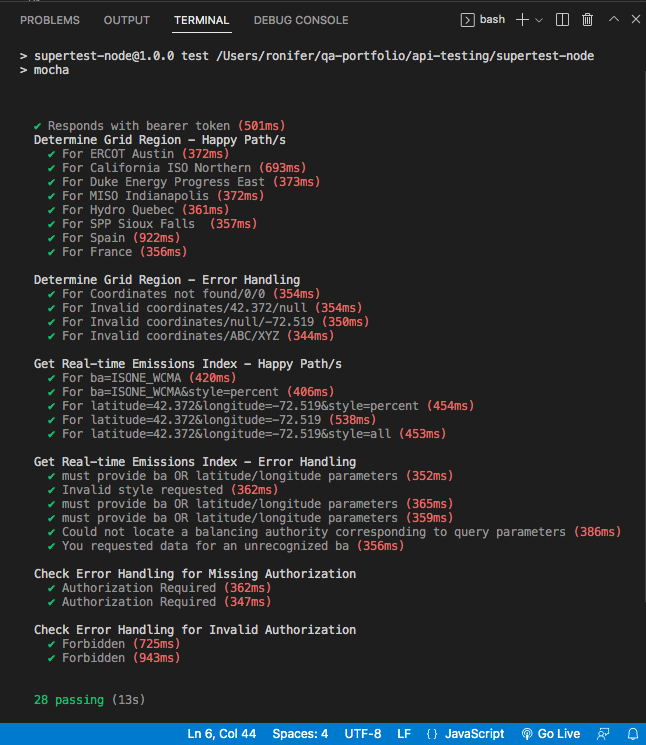 PROBLEMS OUTPUT TERMINAL DEBUG CONSOLE bash
> supertest-node@1.0.0 test /Users/ronifer/qa-portfolio/api-testing/supertest-node
> mocha
✔ Responds with bearer token (501ms)
Determine Grid Region – Happy Path/s
✔ For ERCOT Austin (372ms)
✔ For California ISO Northern (693ms)
✔ For Duke Energy Progress East (373ms)
✔ For MISO Indianapolis (372ms)
✔ For Hydro Quebec (361ms)
✔ For SPP Sioux Falls  (357ms)
✔ For Spain (922ms)
✔ For France (356ms)
Determine Grid Region – Error Handling
✔ For Coordinates not found/0/0 (354ms)
✔ For Invalid coordinates/42.372/null (354ms)
✔ For Invalid coordinates/null/-72.519 (350ms)
✔ For Invalid coordinates/ABC/XYZ (344ms)
Get Real-time Emissions Index – Happy Path/s
✔ For ba=ISONE_WCMA (420ms)
✔ For ba=ISONE_WCMA&style=percent (406ms)
✔ For latitude=42.372&longitude=-72.519&style=percent (454ms)
✔ For latitude=42.372&longitude=-72.519 (538ms)
✔ For latitude=42.372&longitude=-72.519&style=all (453ms)
Get Real-time Emissions Index – Error Handling
✔ must provide ba OR latitude/longitude parameters (352ms)
✔ Invalid style requested (362ms)
✔ must provide ba OR latitude/longitude parameters (365ms)
✔ must provide ba OR latitude/longitude parameters (359ms)
✔ Could not locate a balancing authority corresponding to query parameters (386ms)
✔ You requested data for an unrecognized ba (356ms)
Check Error Handling for Missing Authorization
✔ Authorization Required (362ms)
✔ Authorization Required (347ms)
Check Error Handling for Invalid Authorization
✔ Forbidden (725ms)
✔ Forbidden (943ms)
28 passing (13s)
Ln 6, Col 44 Spaces: 4 UTF-8 LF {} JavaScript Go Live